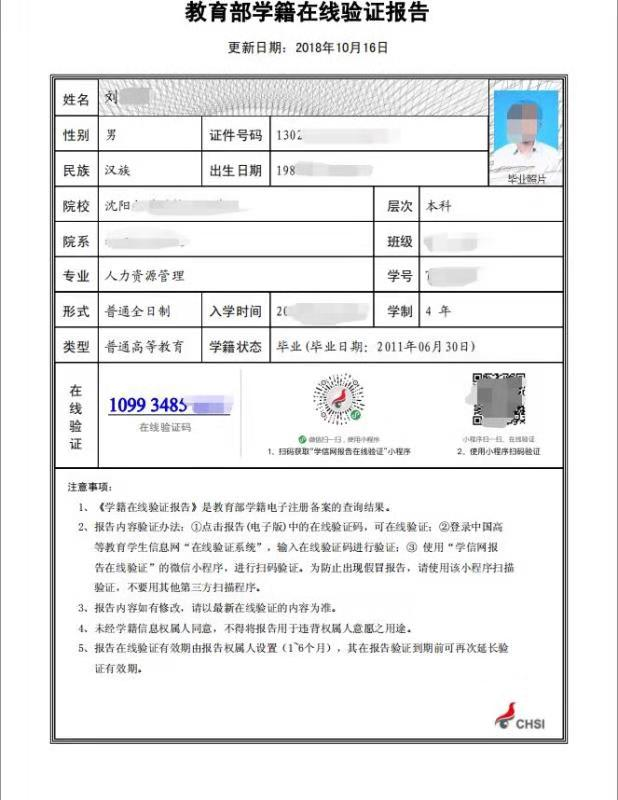 教育部学籍在线验证报告
更新日期：2018年10月16日
姓名 刘
性别 男 证件号码 1302
民族 汉族 出生日期 198
毕业照片
院校 沈阳 层次 本科
院系 班级
专业 人力资源管理 学号
形式 普通全日制 入学时间 20 学制 4 年
类型 普通高等教育 学籍状态 毕业(毕业日期：2011年06月30日)
在线验证
1099 3485
在线验证码
微信扫一扫，使用小程序
1、扫码获取“学信网报告在线验证”小程序
小程序扫一扫，在线验证
2、使用小程序扫码验证
注意事项：
1、《学籍在线验证报告》是教育部学籍电子注册备案的查询结果。
2、报告内容验证办法：①点击报告(电子版)中的在线验证码，可在线验证；②登录中国高
等教育学生信息网“在线验证系统”，输入在线验证码进行验证；③ 使用“学信网报
告在线验证”的微信小程序，进行扫码验证。为防止出现假冒报告，请使用该小程序扫描
验证，不要用其他第三方扫描程序。
3、报告内容如有修改，请以最新在线验证的内容为准。
4、未经学籍信息权属人同意，不得将报告用于违背权属人意愿之用途。
5、报告在线验证有效期由报告权属人设置（1~6个月），其在报告验证到期前可再次延长验
证有效期。
CHSI